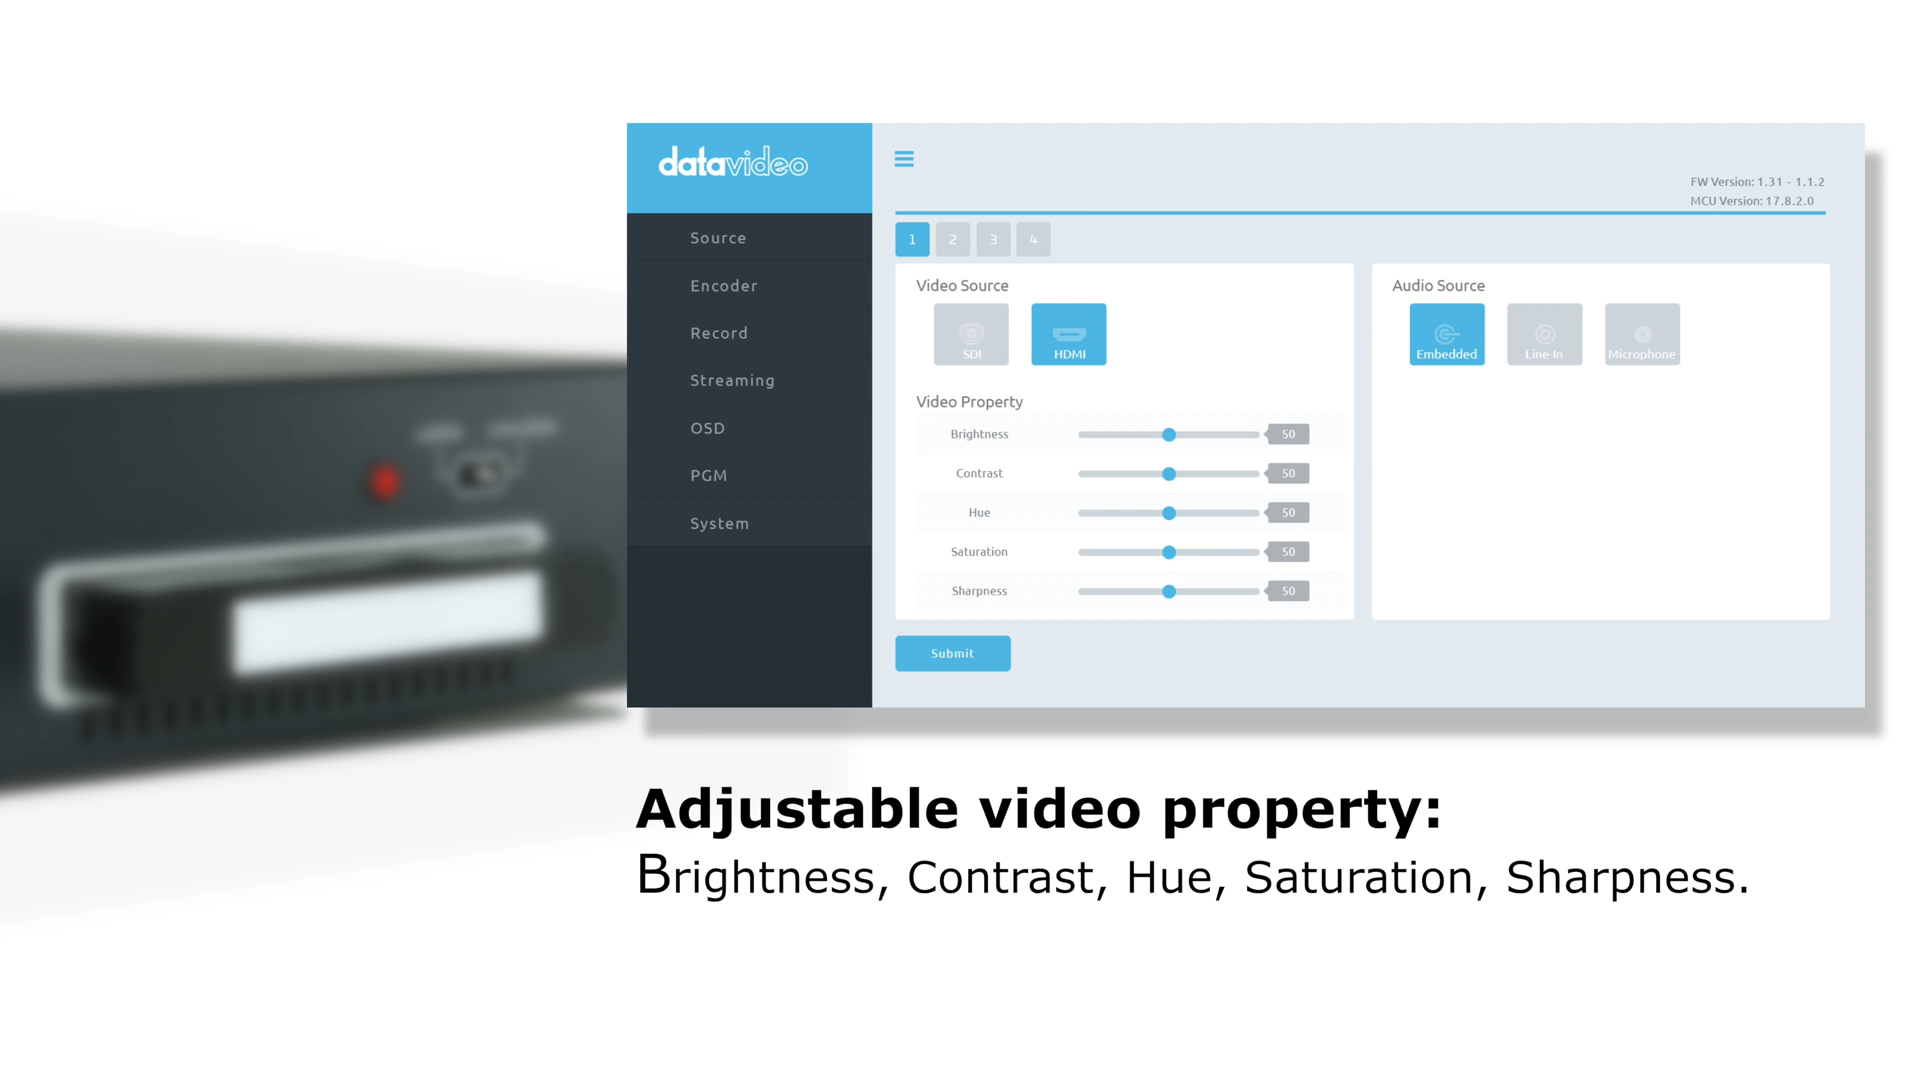 datavideo
FW Version: 1.31 - 1.1.2
MCU Version: 17.8.2.0
Source
Encoder
Record
Streaming
OSD
PGM
System
1 2 3 4
Video Source
SDI HDMI
Video Property
Brightness 50
Contrast 50
Hue 50
Saturation 50
Sharpness 50
Audio Source
Embedded Line-In Microphone
Submit
Adjustable video property:
Brightness, Contrast, Hue, Saturation, Sharpness.